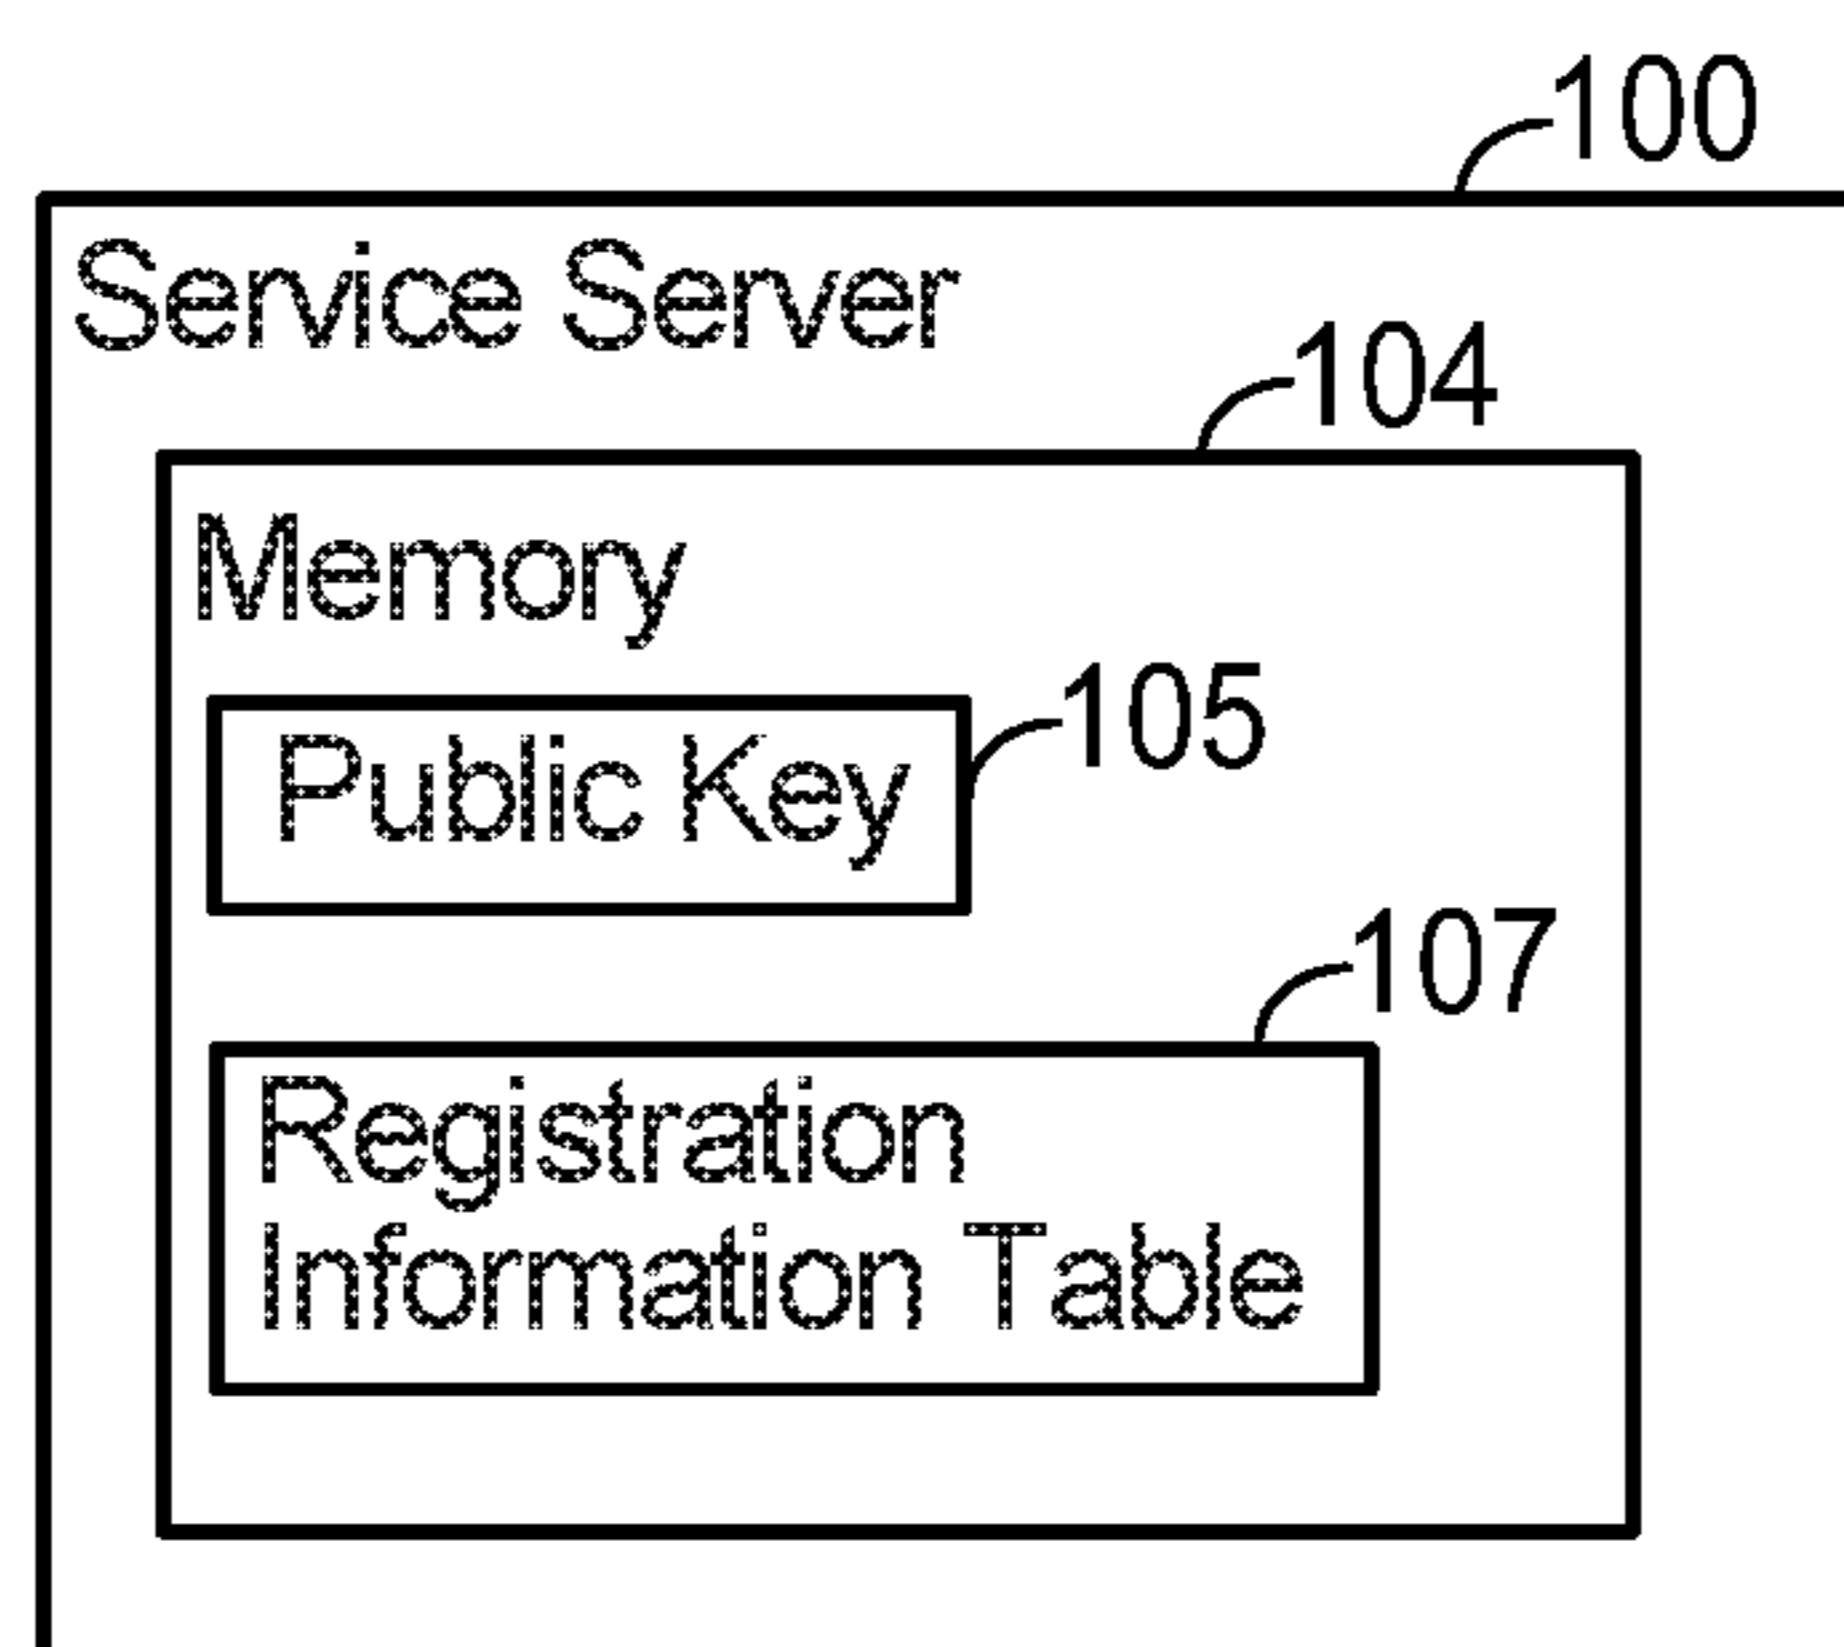 100
Service Server
104
Memory
105
Public Key
107
Registration
Information Table